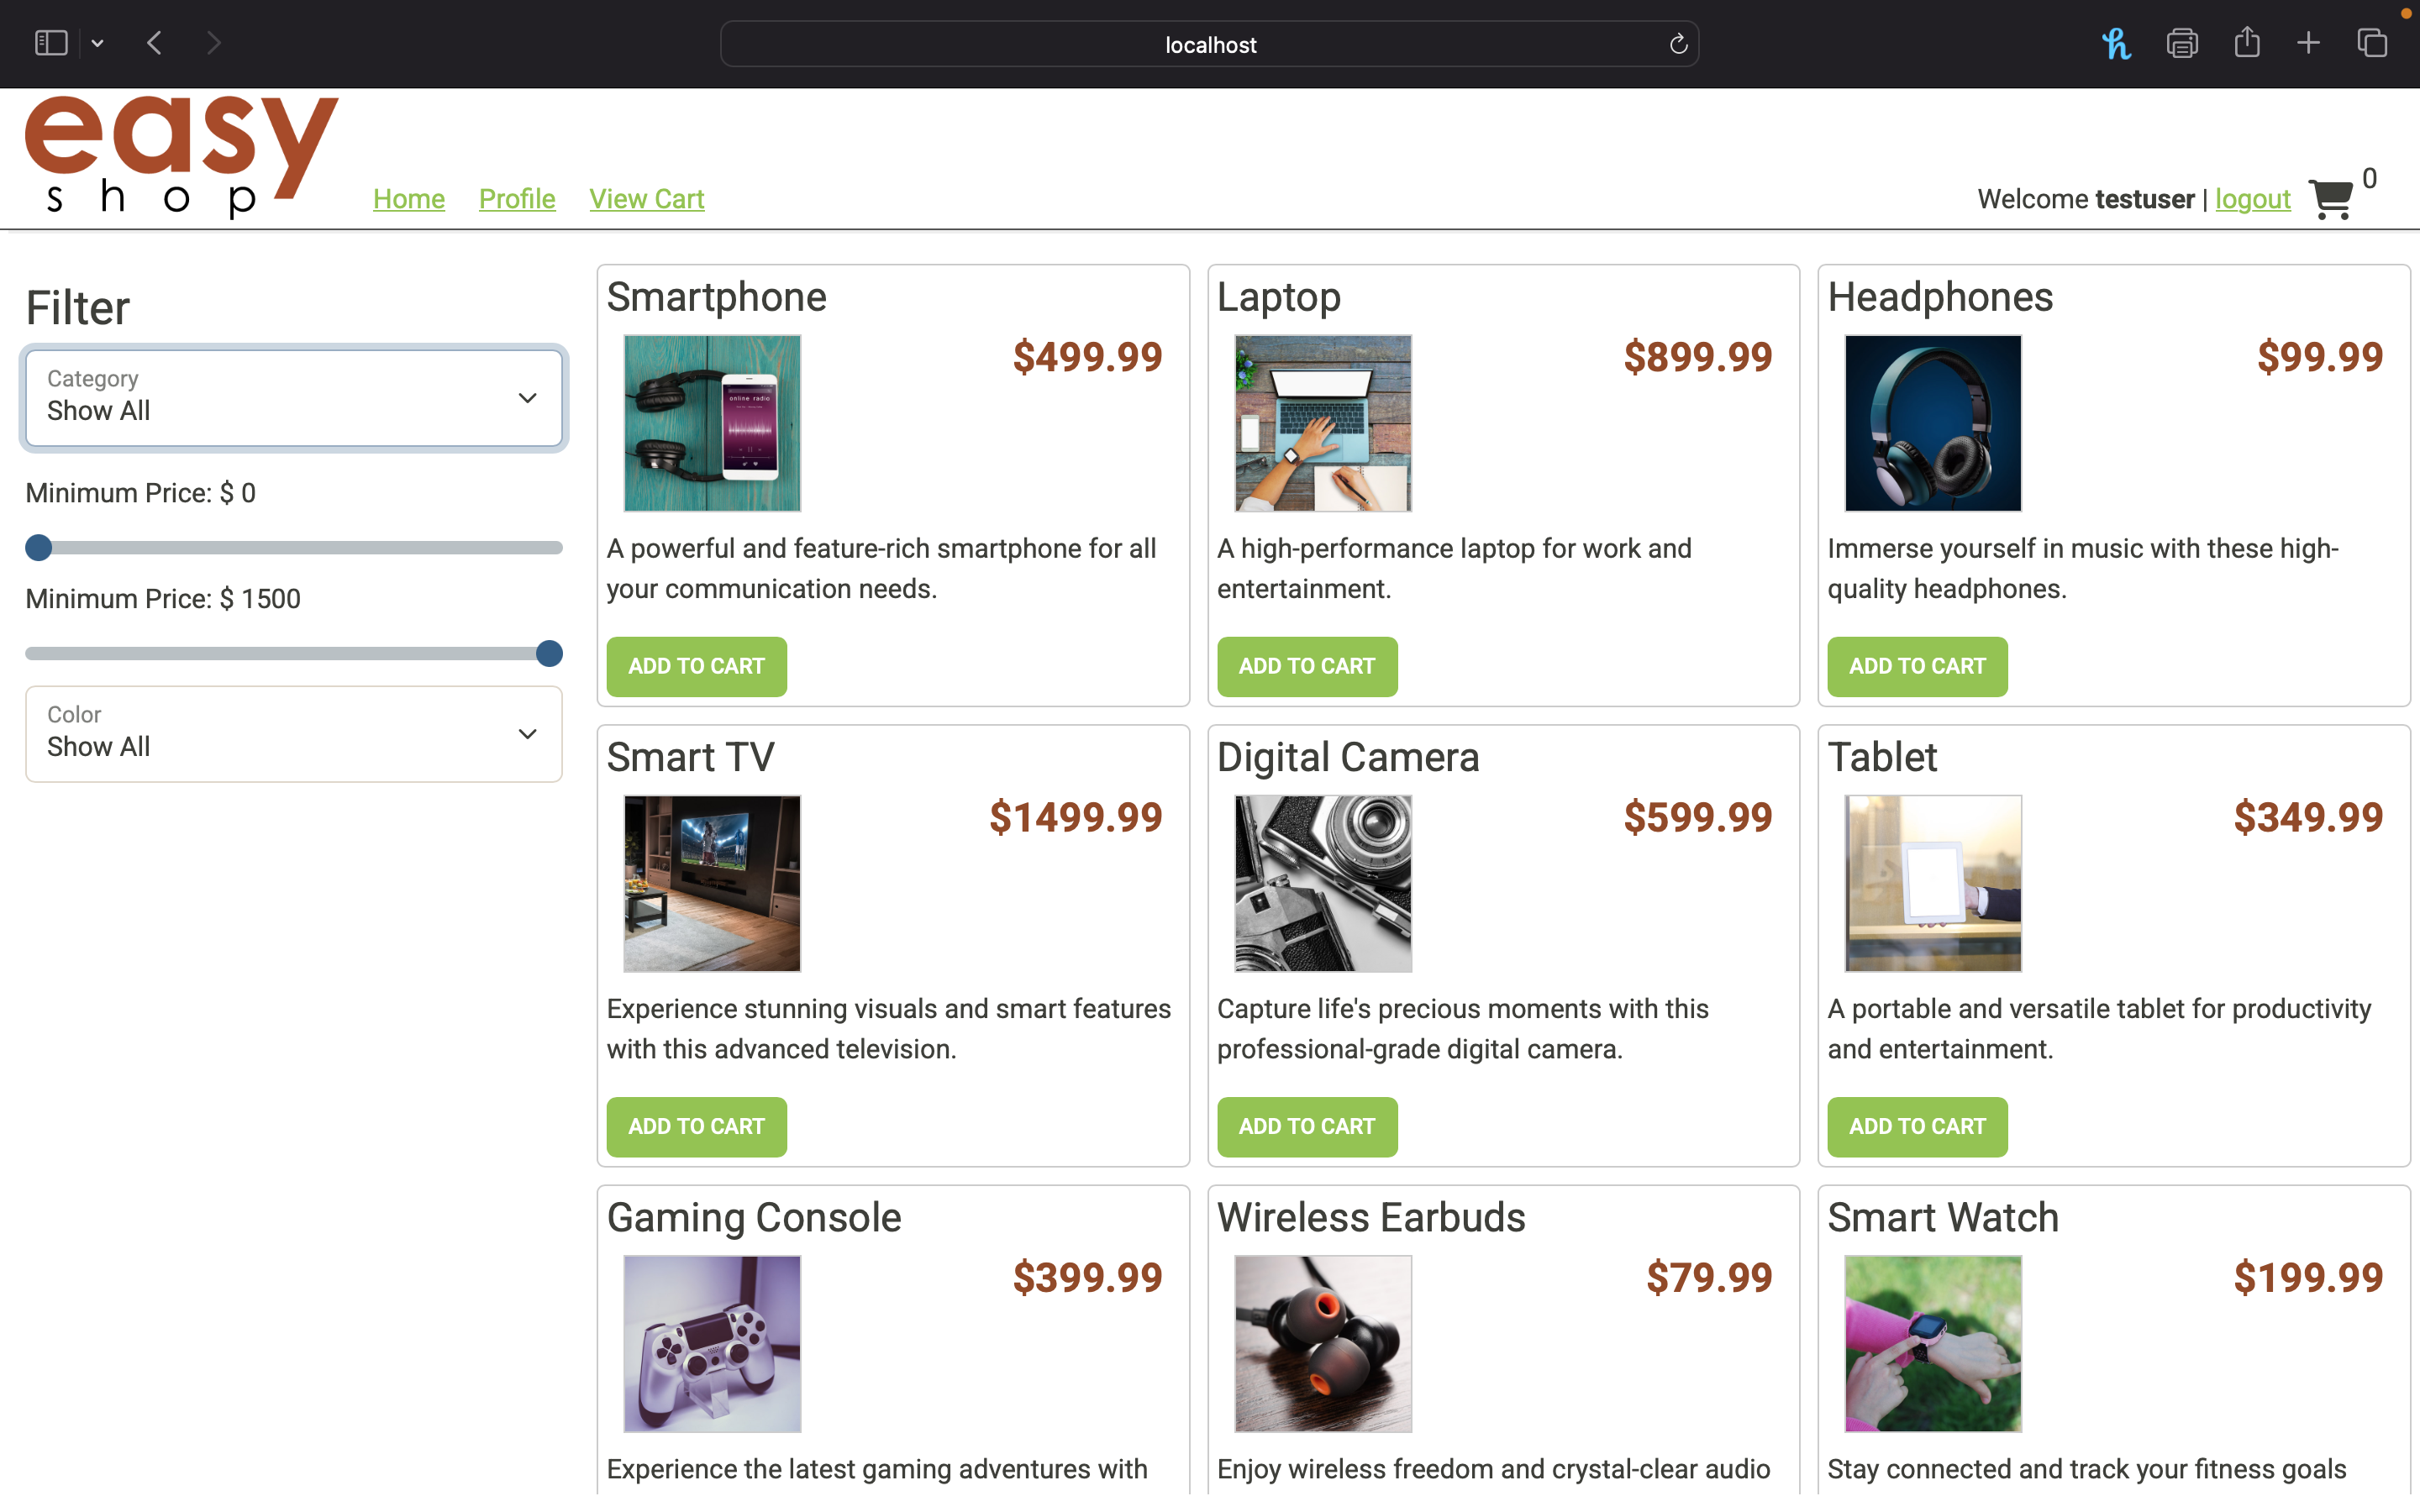 localhost
easy
shop
Home Profile View Cart
Welcome testuser | logout
0
Filter
Category
Show All
Minimum Price: $ 0
Minimum Price: $ 1500
Color
Show All
Smartphone
$499.99
online radio
A powerful and feature-rich smartphone for all
your communication needs.
ADD TO CART
Laptop
$899.99
A high-performance laptop for work and
entertainment.
ADD TO CART
Headphones
$99.99
Immerse yourself in music with these high-
quality headphones.
ADD TO CART
Smart TV
$1499.99
Experience stunning visuals and smart features
with this advanced television.
ADD TO CART
Digital Camera
$599.99
Capture life's precious moments with this
professional-grade digital camera.
ADD TO CART
Tablet
$349.99
A portable and versatile tablet for productivity
and entertainment.
ADD TO CART
Gaming Console
$399.99
Experience the latest gaming adventures with
Wireless Earbuds
$79.99
Enjoy wireless freedom and crystal-clear audio
Smart Watch
$199.99
Stay connected and track your fitness goals